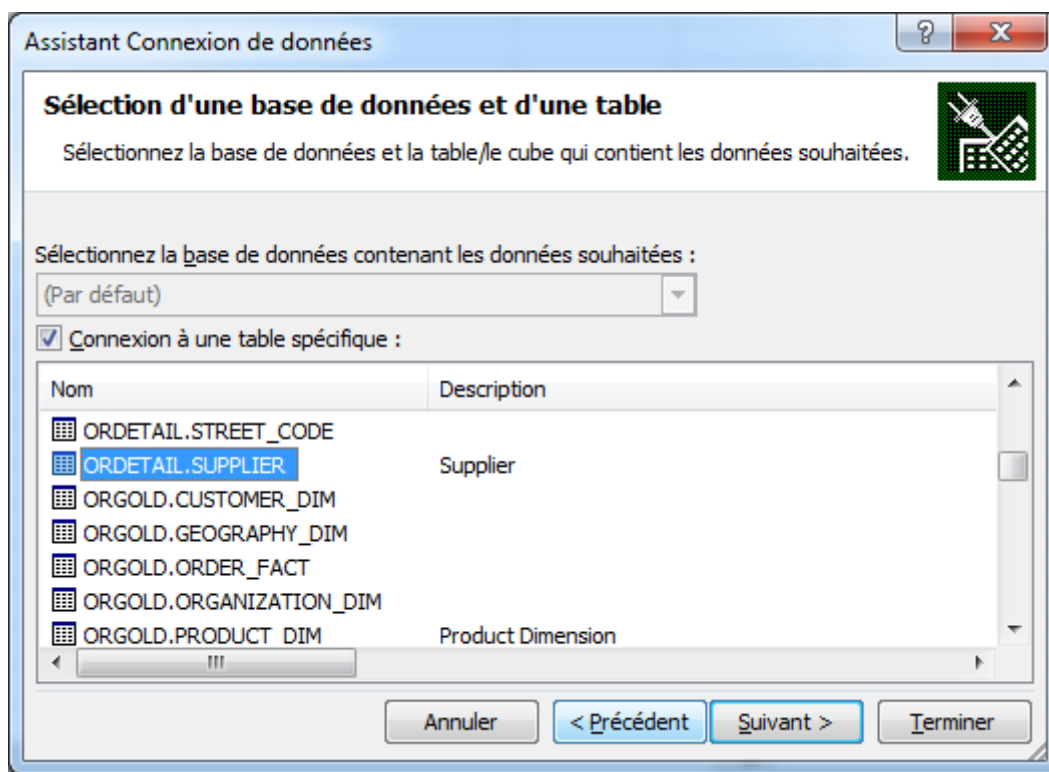 Assistant Connexion de données
Sélection d'une base de données et d'une table
Sélectionnez la base de données et la table/le cube qui contient les données souhaitées.
Sélectionnez la base de données contenant les données souhaitées :
(Par défaut)
Connexion à une table spécifique :
Nom Description
ORDETAIL.STREET_CODE
ORDETAIL.SUPPLIER Supplier
ORGOLD.CUSTOMER_DIM
ORGOLD.GEOGRAPHY_DIM
ORGOLD.ORDER_FACT
ORGOLD.ORGANIZATION_DIM
ORGOLD.PRODUCT_DIM Product Dimension
Annuler < Précédent Suivant > Terminer